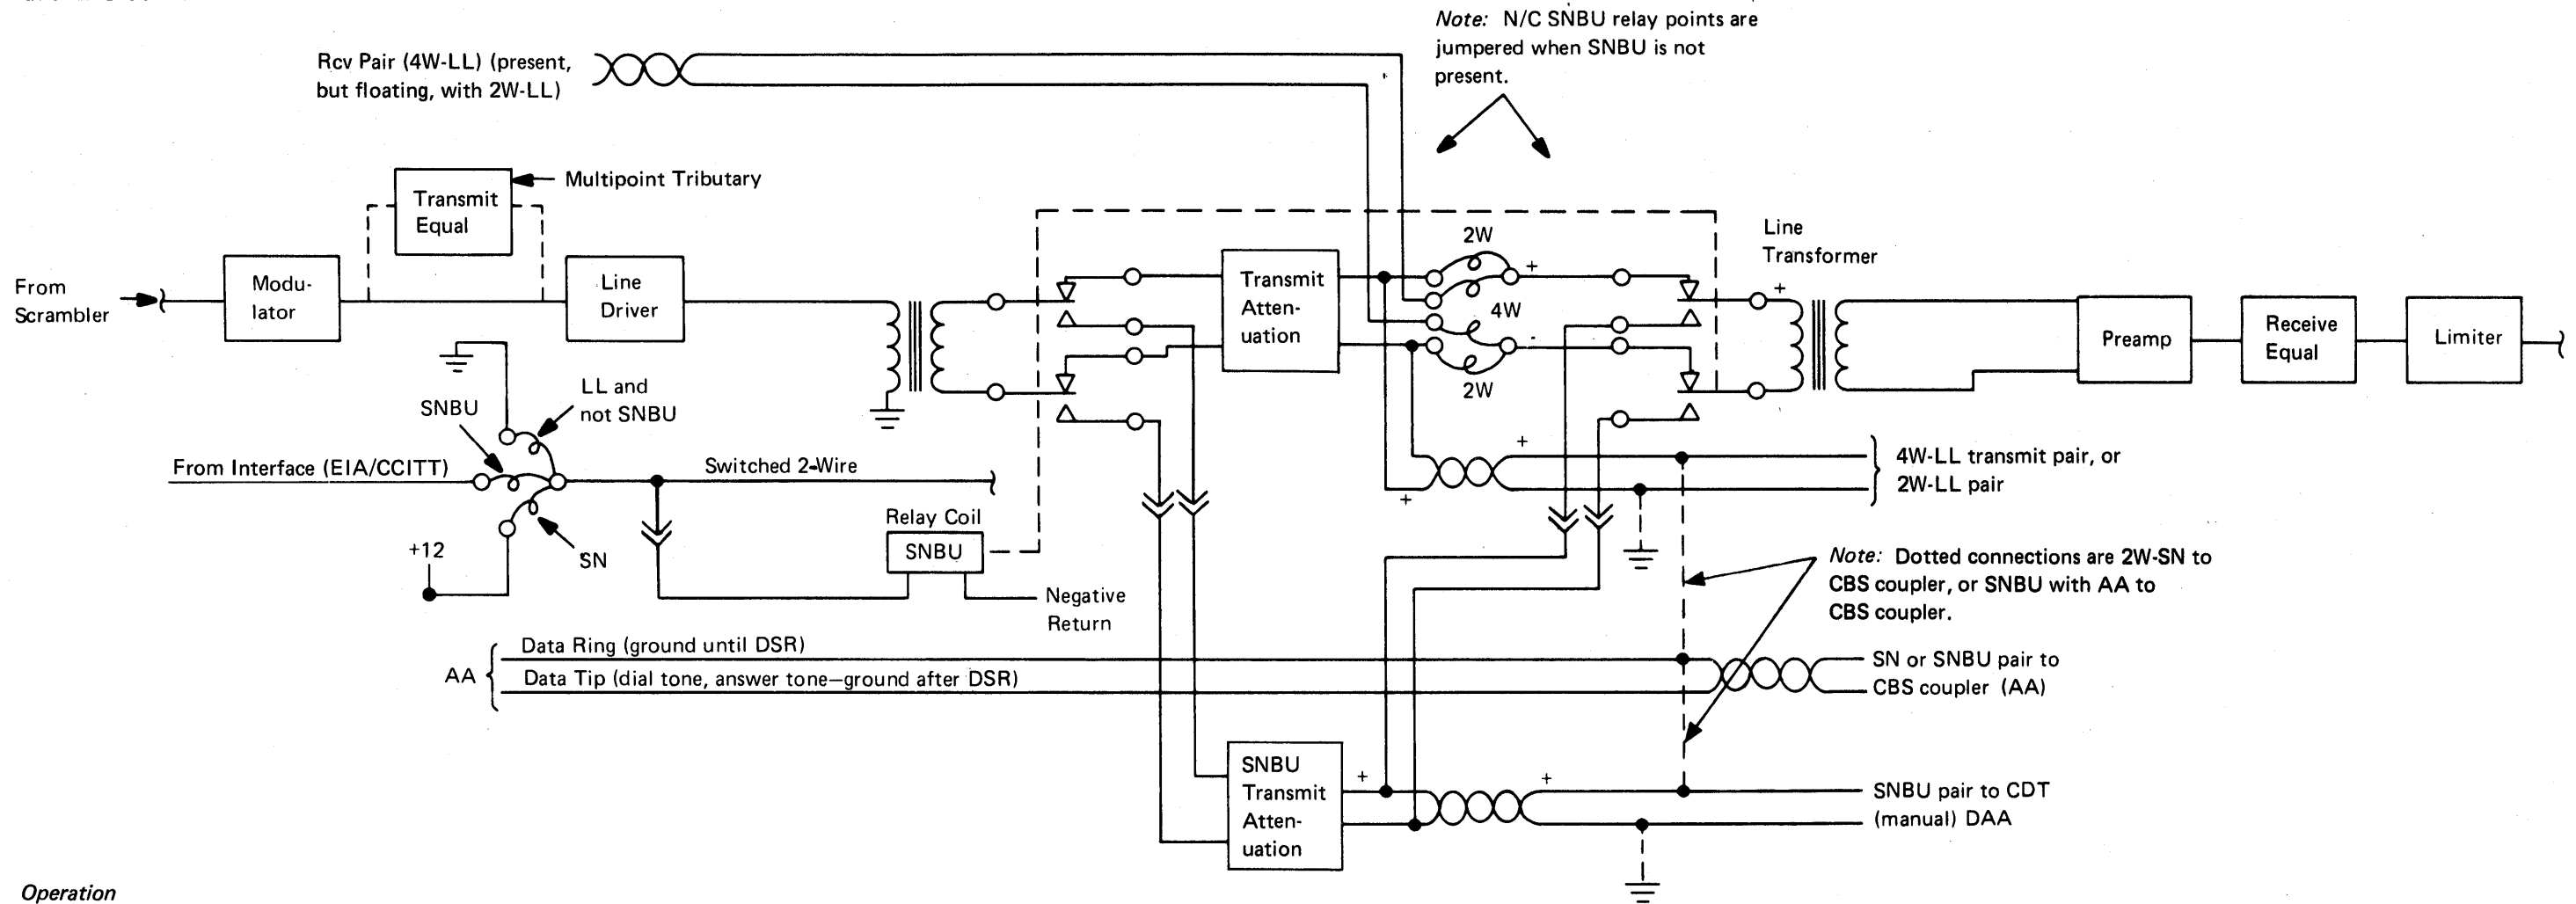 Note: N/C SNBU relay points are
jumpered when SNBU is not
present.
Rcv Pair (4W-LL) (present,
but floating, with 2W-LL)
Transmit
Equal
Multipoint Tributary
From
Scrambler
Modu-
lator
Line
Driver
Transmit
Atten-
uation
2W
+
4W
-
2W
Line
Transformer
+
Preamp
Receive
Equal
Limiter
LL and
not SNBU
SNBU
From Interface (EIA/CCITT)
Switched 2-Wire
+12
SN
Relay Coil
SNBU
Negative
Return
+
+
4W-LL transmit pair, or
2W-LL pair
Note: Dotted connections are 2W-SN to
CBS coupler, or SNBU with AA to
CBS coupler.
AA
Data Ring (ground until DSR)
Data Tip (dial tone, answer tone—ground after DSR)
SN or SNBU pair to
CBS coupler (AA)
SNBU
Transmit
Atten-
uation
+
+
SNBU pair to CDT
(manual) DAA
Operation